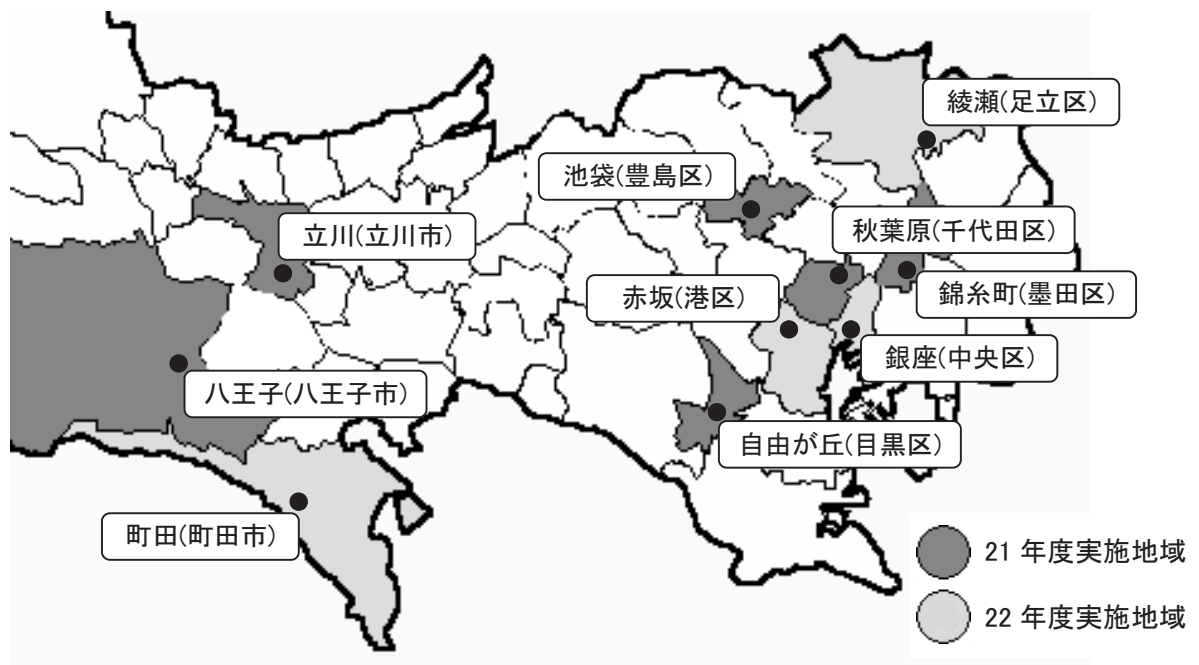 綾瀬(足立区)
池袋(豊島区)
秋葉原(千代田区)
立川(立川市)
赤坂(港区)
錦糸町(墨田区)
銀座(中央区)
八王子(八王子市)
自由が丘(目黒区)
町田(町田市)
21 年度実施地域
22 年度実施地域